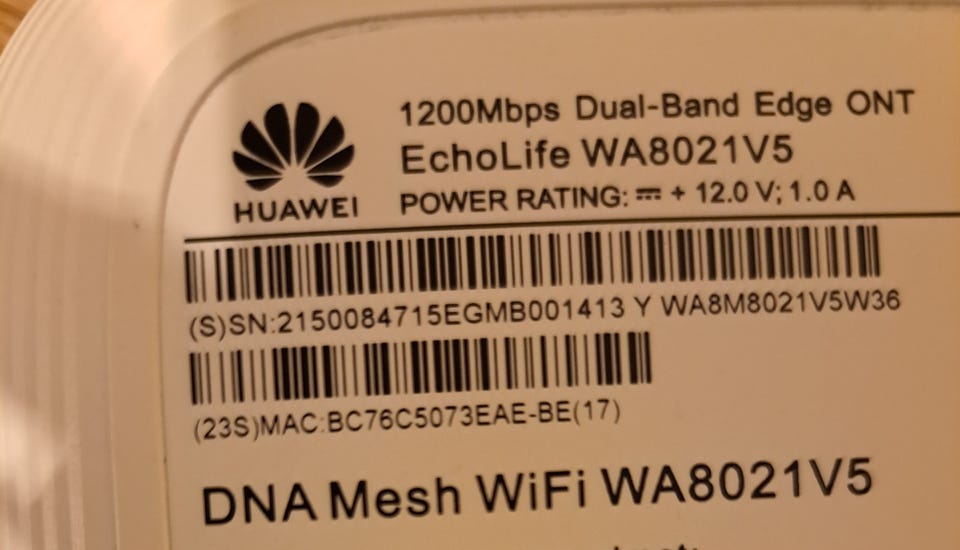 1200Mbps Dual-Band Edge ONT
EchoLife WA8021V5
HUAWEI
POWER RATING: ⎓ + 12.0 V; 1.0 A
(S)SN:2150084715EGMB001413 Y WA8M8021V5W36
(23S)MAC:BC76C5073EAE-BE(17)
DNA Mesh WiFi WA8021V5